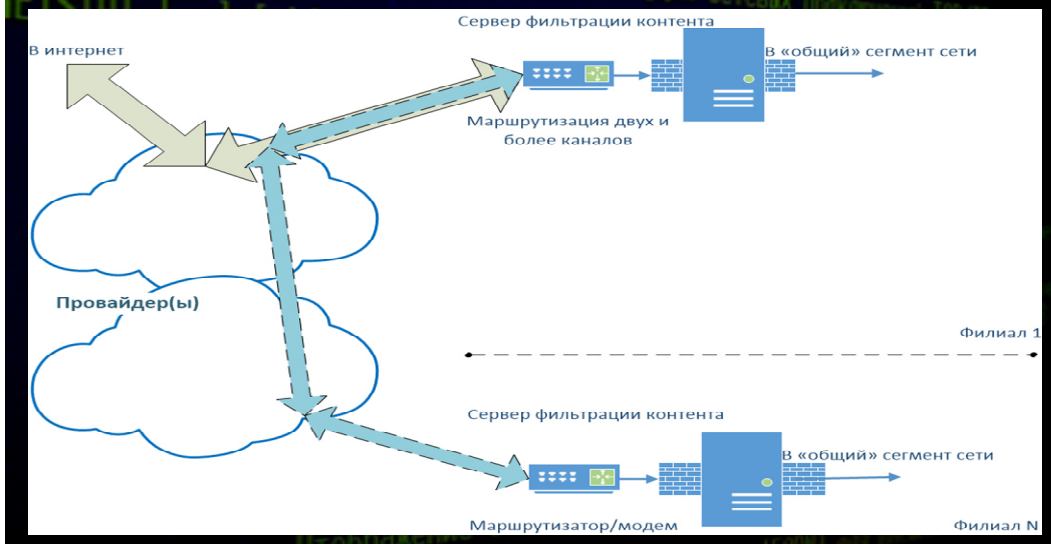 Сервер фильтрации контента
В интернет
В «общий» сегмент сети
Маршрутизация двух и
более каналов
Провайдер(ы)
Филиал 1
Сервер фильтрации контента
В «общий» сегмент сети
Маршрутизатор/модем
Филиал N